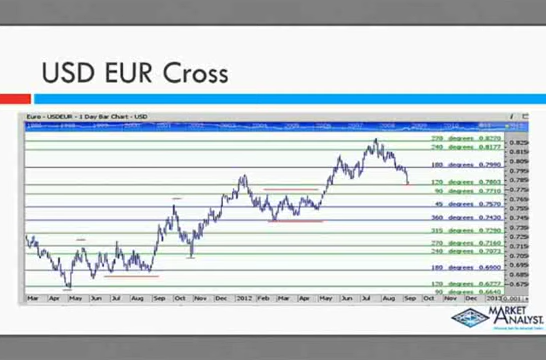 USD EUR Cross
Euro - USDEUR - 1 Day Bar Chart - USD
270 degrees 0.8270
240 degrees 0.8177
180 degrees 0.7990
120 degrees 0.7803
90 degrees 0.7710
45 degrees 0.7570
360 degrees 0.7430
315 degrees 0.7290
270 degrees 0.7160
240 degrees 0.7073
180 degrees 0.6900
120 degrees 0.6727
90 degrees 0.6640
Mar Apr May Jun Jul Aug Sep Oct Nov Dec 2012 Feb Mar Apr May Jun Jul Aug Sep Oct Nov Dec
MARKET
ANALYST